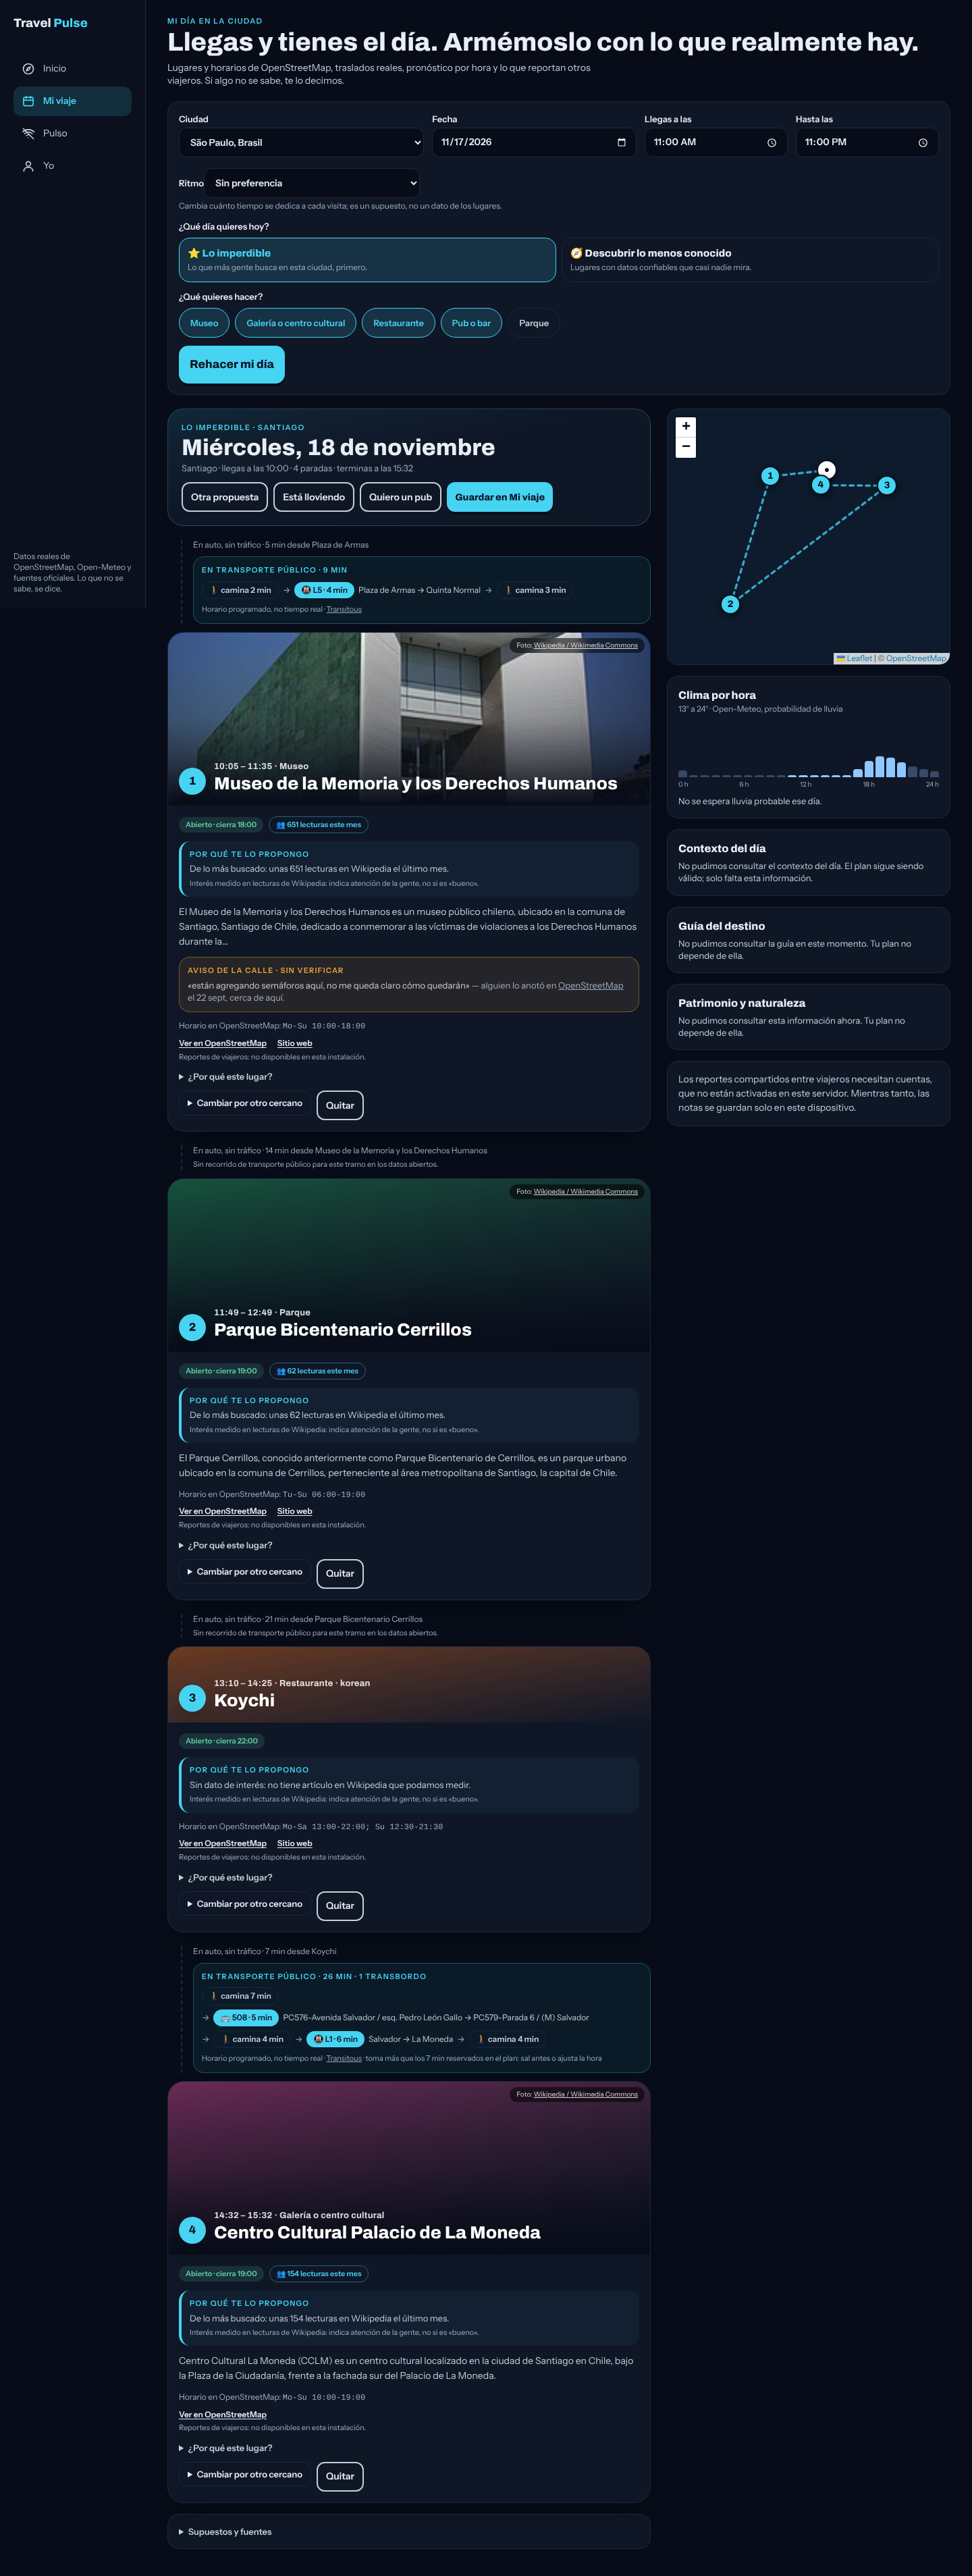 Travel Pulse
Inicio
Mi viaje
Pulso
Yo
Datos reales de
OpenStreetMap, Open-Meteo y
fuentes oficiales. Lo que no se
sabe, se dice.
MI DÍA EN LA CIUDAD
Llegas y tienes el día. Armémoslo con lo que realmente hay.
Lugares y horarios de OpenStreetMap, traslados reales, pronóstico por hora y lo que reportan otros
viajeros. Si algo no se sabe, te lo decimos.
Ciudad
Fecha
Llegas a las
Hasta las
São Paulo, Brasil
11/17/2026
11:00 AM
11:00 PM
Ritmo
Sin preferencia
Cambia cuánto tiempo se dedica a cada visita; es un supuesto, no un dato de los lugares.
¿Qué día quieres hoy?
⭐ Lo imperdible
Lo que más gente busca en esta ciudad, primero.
🧭 Descubrir lo menos conocido
Lugares con datos confiables que casi nadie mira.
¿Qué quieres hacer?
Museo
Galería o centro cultural
Restaurante
Pub o bar
Parque
Rehacer mi día
LO IMPERDIBLE · SANTIAGO
Miércoles, 18 de noviembre
Santiago · llegas a las 10:00 · 4 paradas · terminas a las 15:32
Otra propuesta
Está lloviendo
Quiero un pub
Guardar en Mi viaje
En auto, sin tráfico · 5 min desde Plaza de Armas
EN TRANSPORTE PÚBLICO · 9 MIN
🚶 camina 2 min → 🚇 L5 · 4 min Plaza de Armas → Quinta Normal → 🚶 camina 3 min
Horario programado, no tiempo real · Transitous
Foto: Wikipedia / Wikimedia Commons
1
10:05 – 11:35 · Museo
Museo de la Memoria y los Derechos Humanos
Abierto · cierra 18:00
👥 651 lecturas este mes
POR QUÉ TE LO PROPONGO
De lo más buscado: unas 651 lecturas en Wikipedia el último mes.
Interés medido en lecturas de Wikipedia: indica atención de la gente, no si es «bueno».
El Museo de la Memoria y los Derechos Humanos es un museo público chileno, ubicado en la comuna de
Santiago, Santiago de Chile, dedicado a conmemorar a las víctimas de violaciones a los Derechos Humanos
durante la…
AVISO DE LA CALLE · SIN VERIFICAR
«están agregando semáforos aquí, no me queda claro cómo quedarán» — alguien lo anotó en OpenStreetMap
el 22 sept, cerca de aquí.
Horario en OpenStreetMap: Mo-Su 10:00-18:00
Ver en OpenStreetMap
Sitio web
Reportes de viajeros: no disponibles en esta instalación.
▶ ¿Por qué este lugar?
▶ Cambiar por otro cercano
Quitar
En auto, sin tráfico · 14 min desde Museo de la Memoria y los Derechos Humanos
Sin recorrido de transporte público para este tramo en los datos abiertos.
Foto: Wikipedia / Wikimedia Commons
2
11:49 – 12:49 · Parque
Parque Bicentenario Cerrillos
Abierto · cierra 19:00
👥 62 lecturas este mes
POR QUÉ TE LO PROPONGO
De lo más buscado: unas 62 lecturas en Wikipedia el último mes.
Interés medido en lecturas de Wikipedia: indica atención de la gente, no si es «bueno».
El Parque Cerrillos, conocido anteriormente como Parque Bicentenario de Cerrillos, es un parque urbano
ubicado en la comuna de Cerrillos, perteneciente al área metropolitana de Santiago, la capital de Chile.
Horario en OpenStreetMap: Tu-Su 06:00-19:00
Ver en OpenStreetMap
Sitio web
Reportes de viajeros: no disponibles en esta instalación.
▶ ¿Por qué este lugar?
▶ Cambiar por otro cercano
Quitar
En auto, sin tráfico · 21 min desde Parque Bicentenario Cerrillos
Sin recorrido de transporte público para este tramo en los datos abiertos.
3
13:10 – 14:25 · Restaurante · korean
Koychi
Abierto · cierra 22:00
POR QUÉ TE LO PROPONGO
Sin dato de interés: no tiene artículo en Wikipedia que podamos medir.
Interés medido en lecturas de Wikipedia: indica atención de la gente, no si es «bueno».
Horario en OpenStreetMap: Mo-Sa 13:00-22:00; Su 12:30-21:30
Ver en OpenStreetMap
Sitio web
Reportes de viajeros: no disponibles en esta instalación.
▶ ¿Por qué este lugar?
▶ Cambiar por otro cercano
Quitar
En auto, sin tráfico · 7 min desde Koychi
EN TRANSPORTE PÚBLICO · 26 MIN · 1 TRANSBORDO
🚶 camina 7 min
→ 🚌 508 · 5 min PC576-Avenida Salvador / esq. Pedro León Gallo → PC579-Parada 6 / (M) Salvador
→ 🚶 camina 4 min → 🚇 L1 · 6 min Salvador → La Moneda → 🚶 camina 4 min
Horario programado, no tiempo real · Transitous · toma más que los 7 min reservados en el plan: sal antes o ajusta la hora
Foto: Wikipedia / Wikimedia Commons
4
14:32 – 15:32 · Galería o centro cultural
Centro Cultural Palacio de La Moneda
Abierto · cierra 19:00
👥 154 lecturas este mes
POR QUÉ TE LO PROPONGO
De lo más buscado: unas 154 lecturas en Wikipedia el último mes.
Interés medido en lecturas de Wikipedia: indica atención de la gente, no si es «bueno».
Centro Cultural La Moneda (CCLM) es un centro cultural localizado en la ciudad de Santiago en Chile, bajo
la Plaza de la Ciudadanía, frente a la fachada sur del Palacio de La Moneda.
Horario en OpenStreetMap: Mo-Su 10:00-19:00
Ver en OpenStreetMap
Reportes de viajeros: no disponibles en esta instalación.
▶ ¿Por qué este lugar?
▶ Cambiar por otro cercano
Quitar
▶ Supuestos y fuentes
+
−
1
4
3
2
Leaflet | © OpenStreetMap
Clima por hora
13° a 24° · Open-Meteo, probabilidad de lluvia
0 h
6 h
12 h
18 h
24 h
No se espera lluvia probable ese día.
Contexto del día
No pudimos consultar el contexto del día. El plan sigue siendo
válido; solo falta esta información.
Guía del destino
No pudimos consultar la guía en este momento. Tu plan no
depende de ella.
Patrimonio y naturaleza
No pudimos consultar esta información ahora. Tu plan no
depende de ella.
Los reportes compartidos entre viajeros necesitan cuentas,
que no están activadas en este servidor. Mientras tanto, las
notas se guardan solo en este dispositivo.